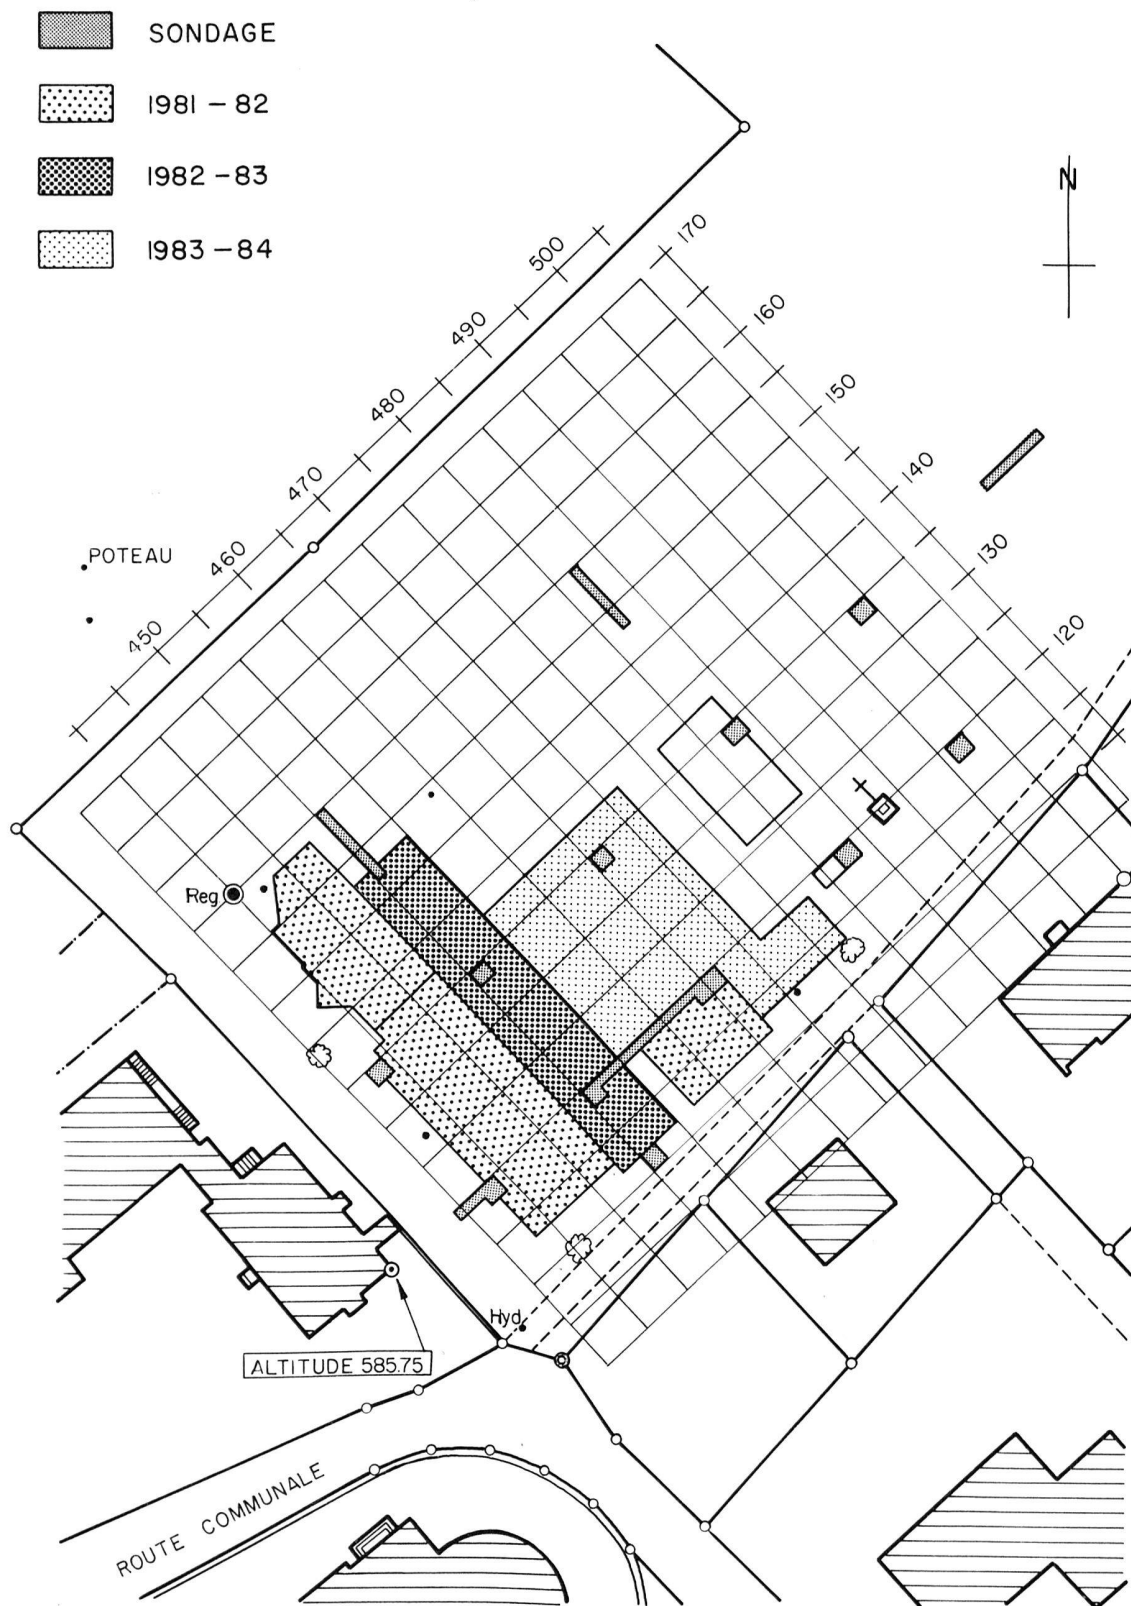 SONDAGE
1981 – 82
1982 – 83
1983 – 84
N
170
160
150
140
130
120
500
490
480
470
460
450
POTEAU
Reg
Hyd
ALTITUDE 585.75
ROUTE COMMUNALE